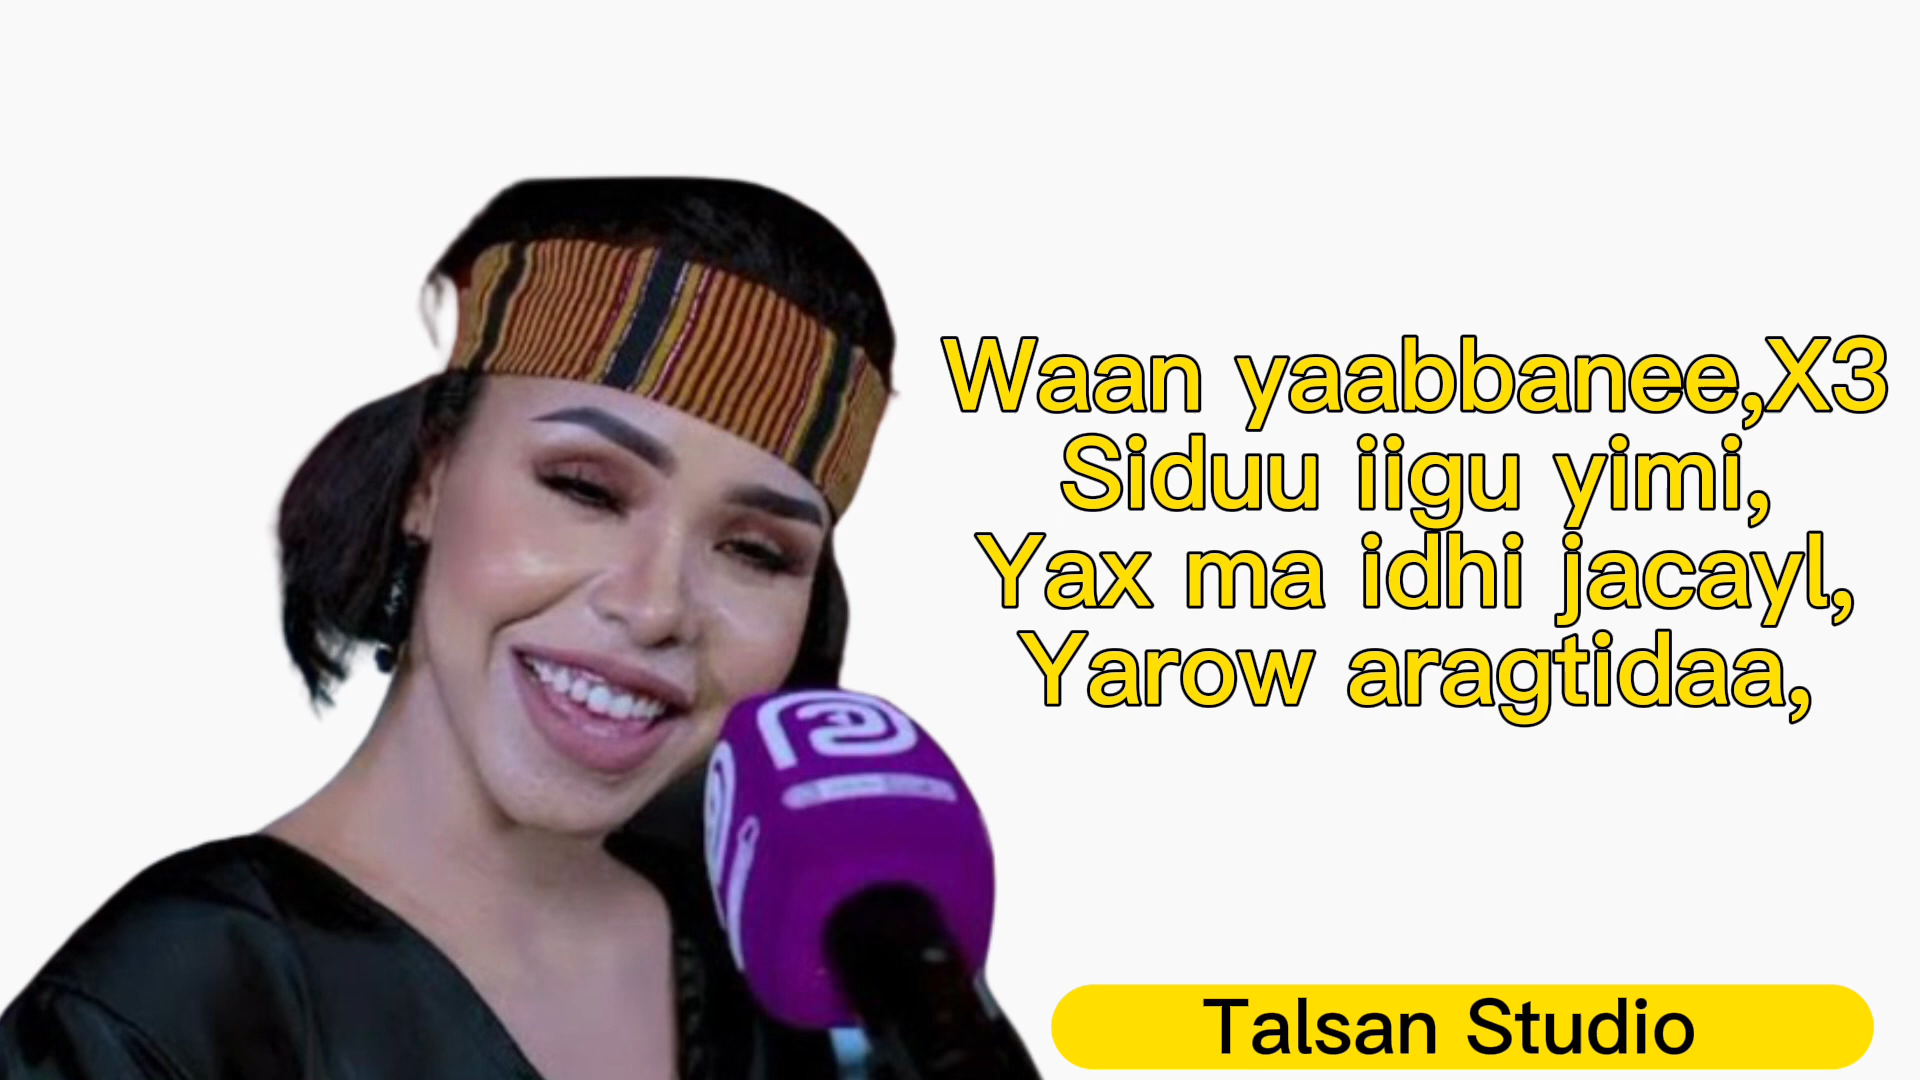 Waan yaabbanee,X3
Siduu iigu yimi,
Yax ma idhi jacayl,
Yarow aragtidaa,
Talsan Studio